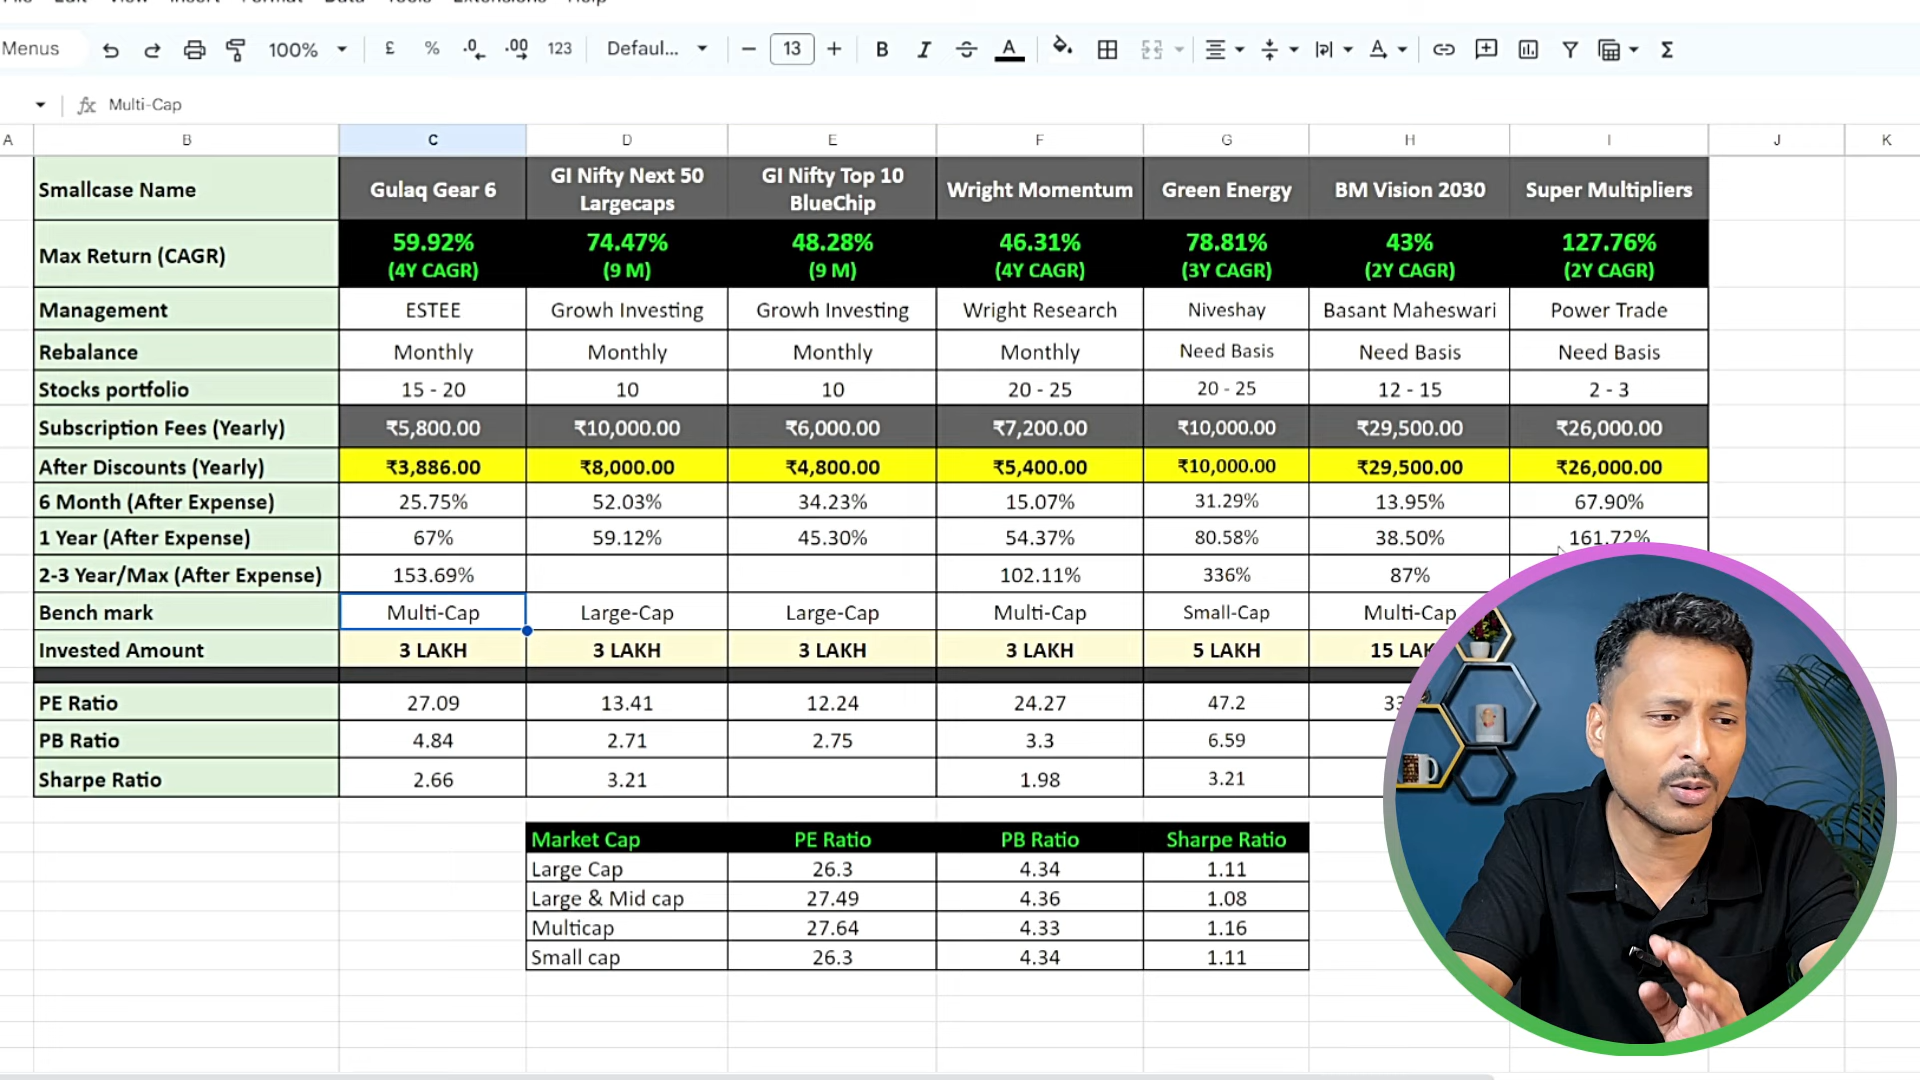 Menus 100% £ % .0 .00 123 Defaul... 13 B I A A Σ
fx Multi-Cap
A B C D E F G H I J K
Smallcase Name Gulaq Gear 6 GI Nifty Next 50 Largecaps GI Nifty Top 10 BlueChip Wright Momentum Green Energy BM Vision 2030 Super Multipliers
Max Return (CAGR) 59.92% (4Y CAGR) 74.47% (9 M) 48.28% (9 M) 46.31% (4Y CAGR) 78.81% (3Y CAGR) 43% (2Y CAGR) 127.76% (2Y CAGR)
Management ESTEE Growh Investing Growh Investing Wright Research Niveshay Basant Maheswari Power Trade
Rebalance Monthly Monthly Monthly Monthly Need Basis Need Basis Need Basis
Stocks portfolio 15 - 20 10 10 20 - 25 20 - 25 12 - 15 2 - 3
Subscription Fees (Yearly) ₹5,800.00 ₹10,000.00 ₹6,000.00 ₹7,200.00 ₹10,000.00 ₹29,500.00 ₹26,000.00
After Discounts (Yearly) ₹3,886.00 ₹8,000.00 ₹4,800.00 ₹5,400.00 ₹10,000.00 ₹29,500.00 ₹26,000.00
6 Month (After Expense) 25.75% 52.03% 34.23% 15.07% 31.29% 13.95% 67.90%
1 Year (After Expense) 67% 59.12% 45.30% 54.37% 80.58% 38.50% 161.72%
2-3 Year/Max (After Expense) 153.69% 102.11% 336% 87%
Bench mark Multi-Cap Large-Cap Large-Cap Multi-Cap Small-Cap Multi-Cap
Invested Amount 3 LAKH 3 LAKH 3 LAKH 3 LAKH 5 LAKH 15
PE Ratio 27.09 13.41 12.24 24.27 47.2
PB Ratio 4.84 2.71 2.75 3.3 6.59
Sharpe Ratio 2.66 3.21 1.98 3.21
Market Cap PE Ratio PB Ratio Sharpe Ratio
Large Cap 26.3 4.34 1.11
Large & Mid cap 27.49 4.36 1.08
Multicap 27.64 4.33 1.16
Small cap 26.3 4.34 1.11